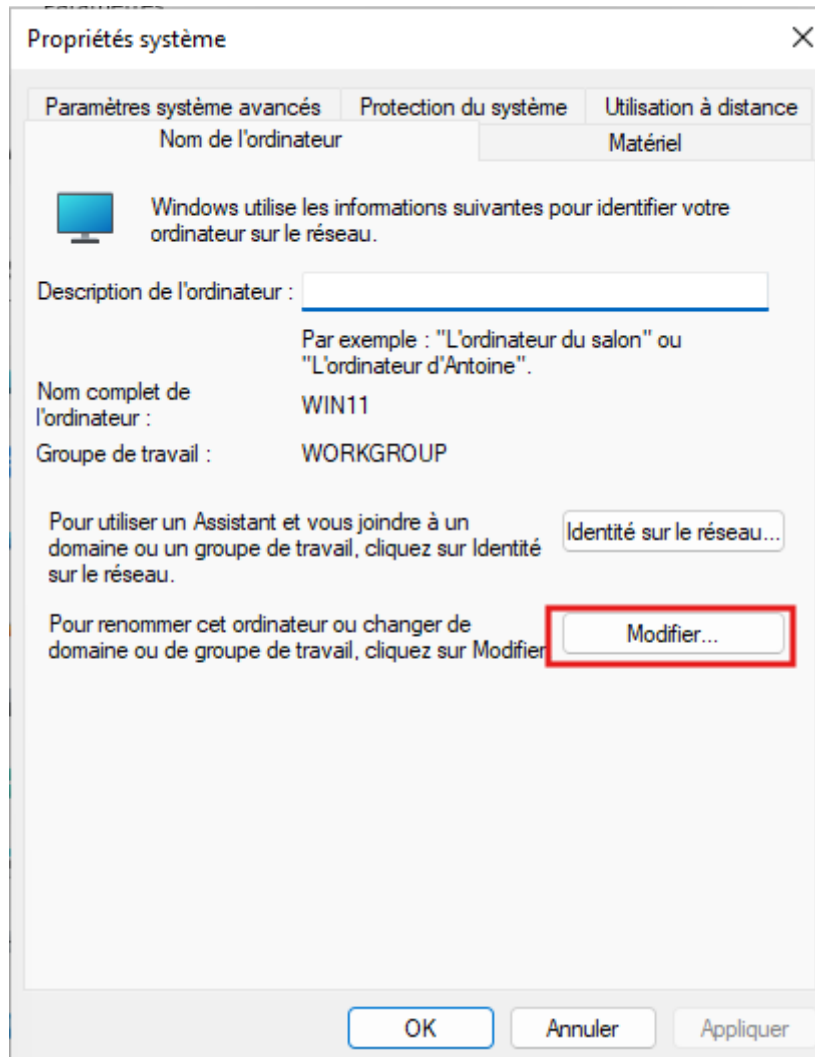 Propriétés système
Paramètres système avancés
Protection du système
Utilisation à distance
Nom de l'ordinateur
Matériel
Windows utilise les informations suivantes pour identifier votre
ordinateur sur le réseau.
Description de l'ordinateur :
Par exemple : "L'ordinateur du salon" ou
"L'ordinateur d'Antoine".
Nom complet de
l'ordinateur :
WIN11
Groupe de travail :
WORKGROUP
Pour utiliser un Assistant et vous joindre à un
domaine ou un groupe de travail, cliquez sur Identité
sur le réseau.
Identité sur le réseau...
Pour renommer cet ordinateur ou changer de
domaine ou de groupe de travail, cliquez sur Modifier
Modifier...
OK
Annuler
Appliquer